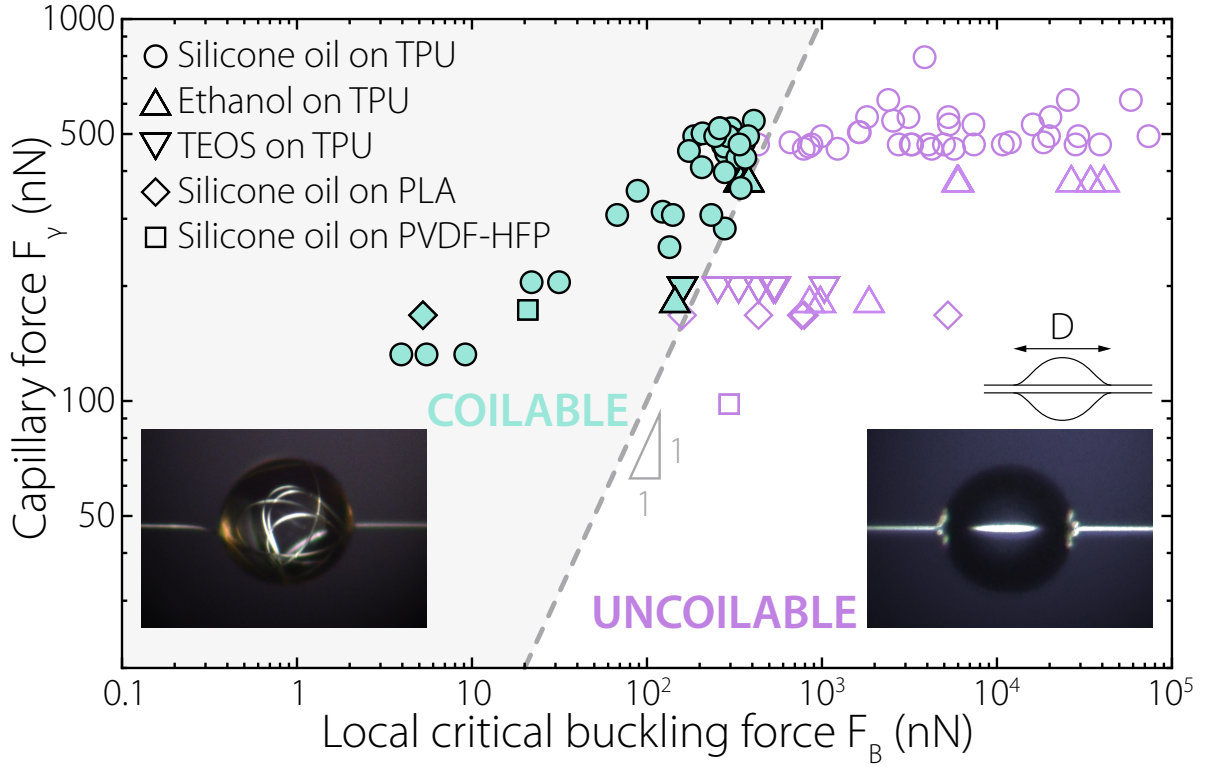 Capillary force Fγ (nN)
1000
500
100
50
Silicone oil on TPU
Ethanol on TPU
TEOS on TPU
Silicone oil on PLA
Silicone oil on PVDF-HFP
D
COILABLE
1
1
UNCOILABLE
0.1 1 10 10² 10³ 10⁴ 10⁵
Local critical buckling force F_B (nN)